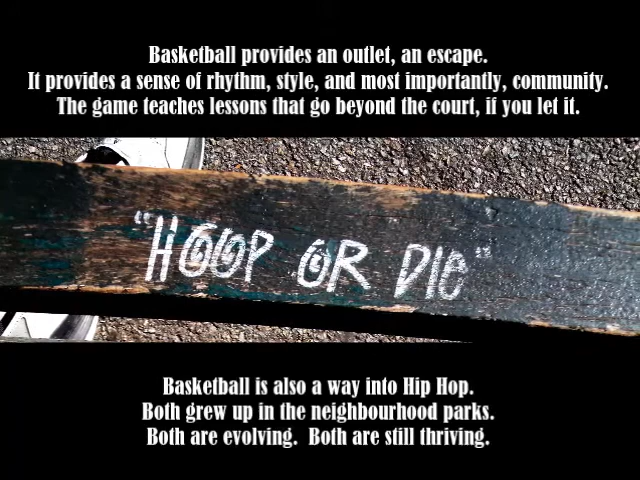 Basketball provides an outlet, an escape.
It provides a sense of rhythm, style, and most importantly, community.
The game teaches lessons that go beyond the court, if you let it.
"HOOP OR DIE"
Basketball is also a way into Hip Hop.
Both grew up in the neighbourhood parks.
Both are evolving.  Both are still thriving.